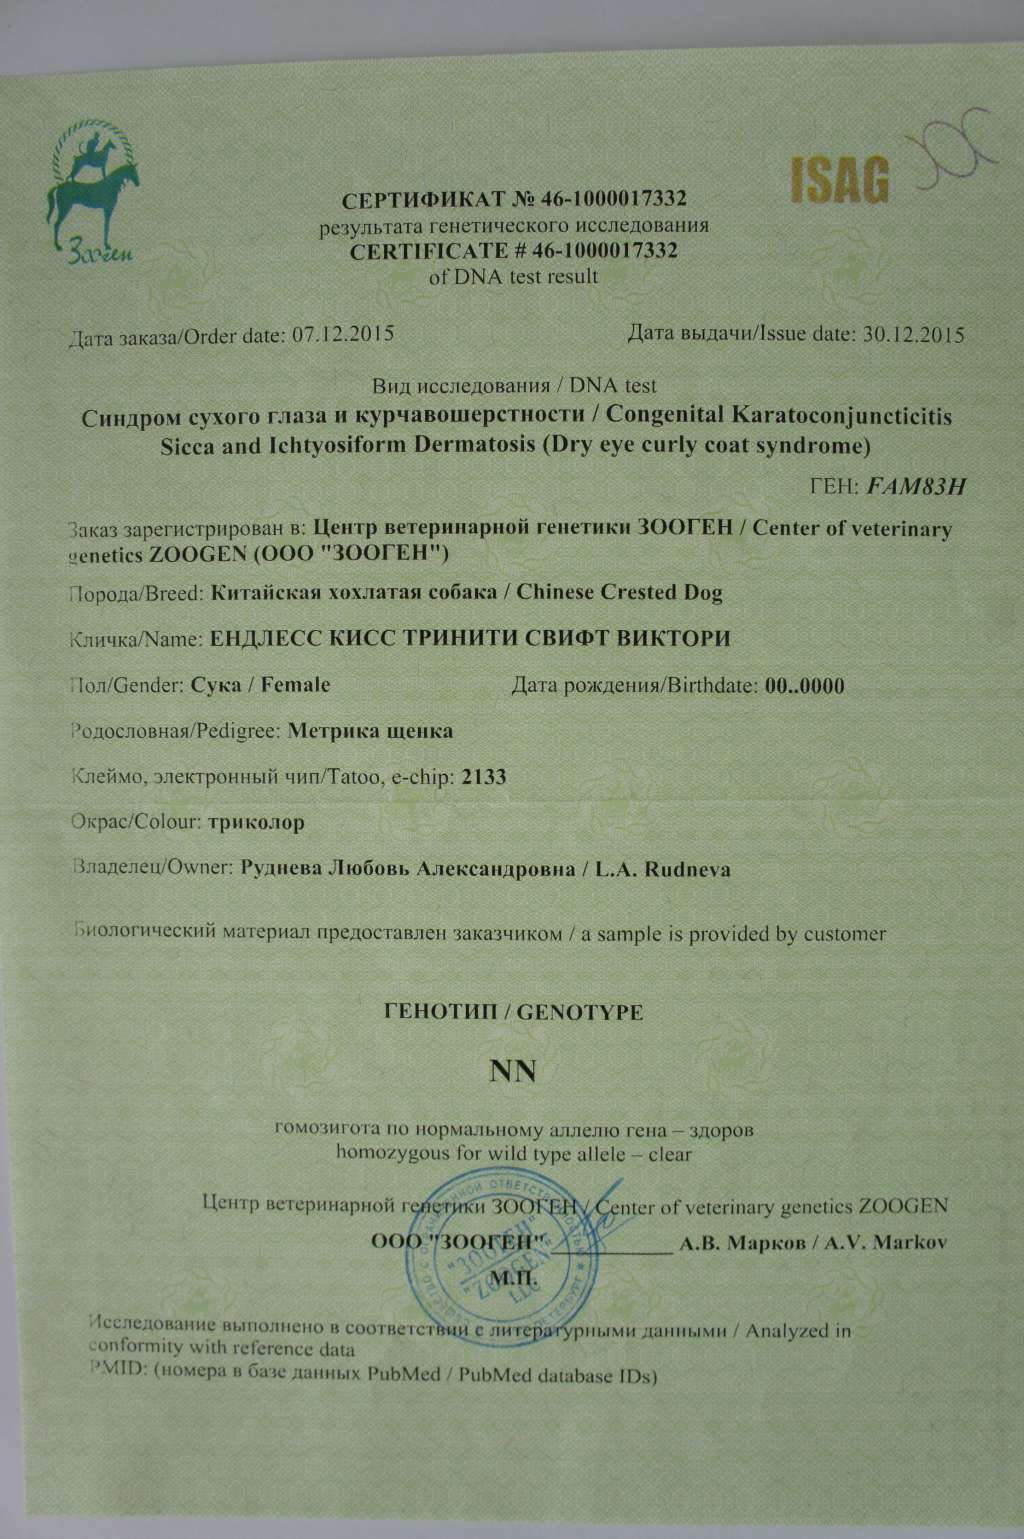 Зооген
ISAG
СЕРТИФИКАТ № 46-1000017332
результата генетического исследования
CERTIFICATE # 46-1000017332
of DNA test result
Дата заказа/Order date: 07.12.2015 Дата выдачи/Issue date: 30.12.2015
Вид исследования / DNA test
Синдром сухого глаза и курчавошерстности / Congenital Karatoconjuncticitis
Sicca and Ichtyosiform Dermatosis (Dry eye curly coat syndrome)
ГЕН: FAM83H
Заказ зарегистрирован в: Центр ветеринарной генетики ЗООГЕН / Center of veterinary
genetics ZOOGEN (ООО "ЗООГЕН")
Порода/Breed: Китайская хохлатая собака / Chinese Crested Dog
Кличка/Name: ЕНДЛЕСС КИСС ТРИНИТИ СВИФТ ВИКТОРИ
Пол/Gender: Сука / Female Дата рождения/Birthdate: 00..0000
Родословная/Pedigree: Метрика щенка
Клеймо, электронный чип/Tatoo, e-chip: 2133
Окрас/Colour: триколор
Владелец/Owner: Руднева Любовь Александровна / L.A. Rudneva
Биологический материал предоставлен заказчиком / a sample is provided by customer
ГЕНОТИП / GENOTYPE
NN
гомозигота по нормальному аллелю гена – здоров
homozygous for wild type allele – clear
Центр ветеринарной генетики ЗООГЕН / Center of veterinary genetics ZOOGEN
ООО "ЗООГЕН" ___________ А.В. Марков / A.V. Markov
М.П.
"ЗООГЕН"
"ZOOGEN"
LLC
Исследование выполнено в соответствии с литературными данными / Analyzed in
conformity with reference data
PMID: (номера в базе данных PubMed / PubMed database IDs)